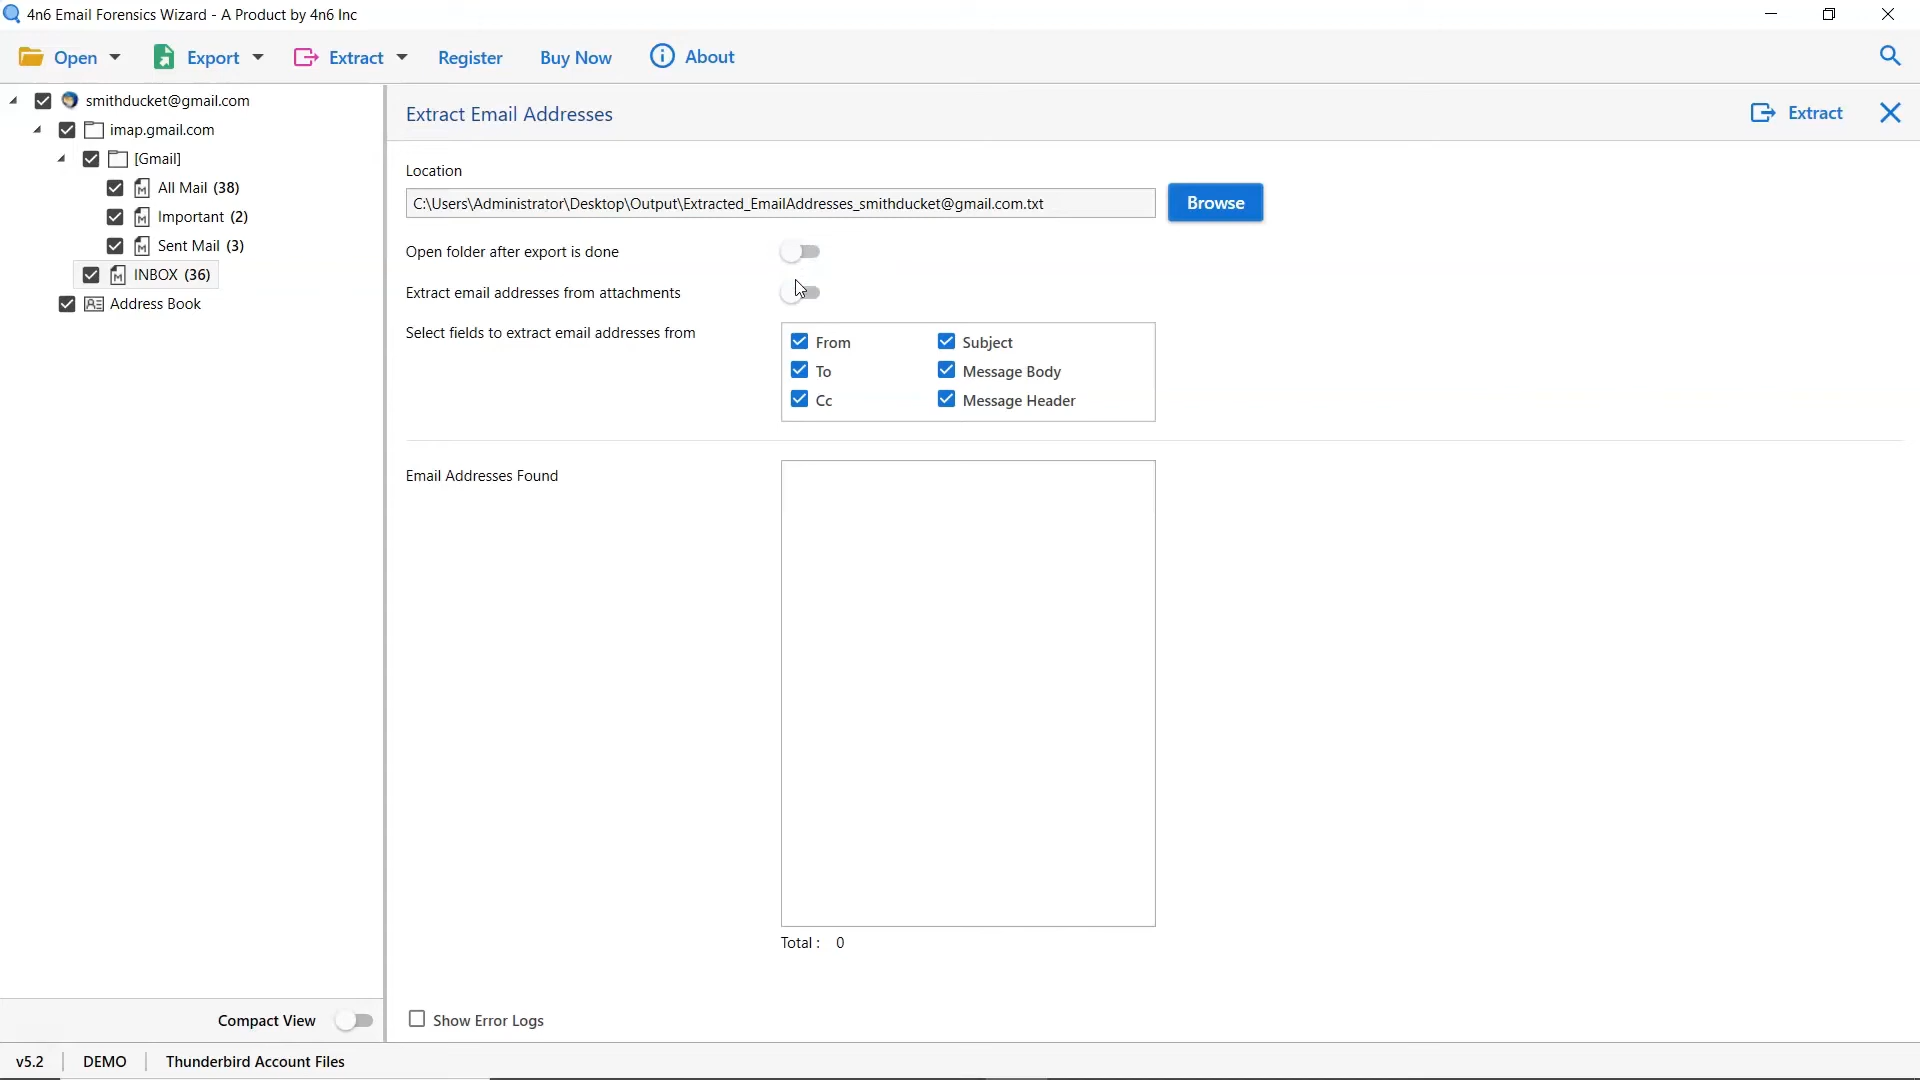 4n6 Email Forensics Wizard - A Product by 4n6 Inc
Open Export Extract Register Buy Now About
smithducket@gmail.com
imap.gmail.com
[Gmail]
All Mail (38)
Important (2)
Sent Mail (3)
INBOX (36)
Address Book
Compact View
Extract Email Addresses
Extract
Location
C:\Users\Administrator\Desktop\Output\Extracted_EmailAddresses_smithducket@gmail.com.txt
Browse
Open folder after export is done
Extract email addresses from attachments
Select fields to extract email addresses from
From Subject
To Message Body
Cc Message Header
Email Addresses Found
Total : 0
Show Error Logs
v5.2 DEMO Thunderbird Account Files